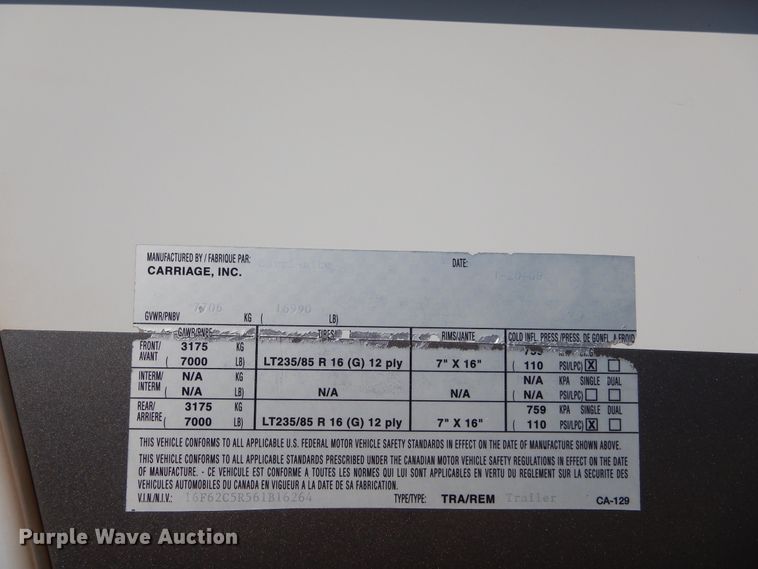 MANUFACTURED BY / FABRIQUE PAR: DATE:
CARRIAGE, INC.
GVWR/PNBV 7706 KG ( 16990 LB)
GAWR/PNBE TIRES/ RIMS/JANTE COLD INFL. PRESS/PRESS. DE GONFL. A FROID
FRONT/ 3175 KG 759
AVANT ( 7000 LB) LT235/85 R 16 (G) 12 ply 7" X 16" ( 110 PSI/LPC) X
INTERM/ N/A KG N/A KPA SINGLE DUAL
INTERM ( N/A LB) N/A N/A ( N/A PSI/LPC)
REAR/ 3175 KG 759 KPA SINGLE DUAL
ARRIERE ( 7000 LB) LT235/85 R 16 (G) 12 ply 7" X 16" ( 110 PSI/LPC) X
THIS VEHICLE CONFORMS TO ALL APPLICABLE U.S. FEDERAL MOTOR VEHICLE SAFETY STANDARDS IN EFFECT ON THE DATE OF MANUFACTURE SHOWN ABOVE.
THIS VEHICLE CONFORMS TO ALL APPLICABLE STANDARDS PRESCRIBED UNDER THE CANADIAN MOTOR VEHICLE SAFETY REGULATIONS IN EFFECT ON THE DATE
OF MANUFACTURE. - CE VEHICULE EST CONFORME A TOUTES LES NORMES QUI LUI SONT APPLICABLES EN VERTU DU REGLEMENT SUR LA SECURITE DES
VEHICULES AUTOMOBILES DU CANADA EN VIGUEUR A LA DATE DE SA FABRICATION.
V.I.N./N.I.V.: 16F62C5R561B16264 TYPE/TYPE: TRA/REM Trailer CA-129
Purple Wave Auction